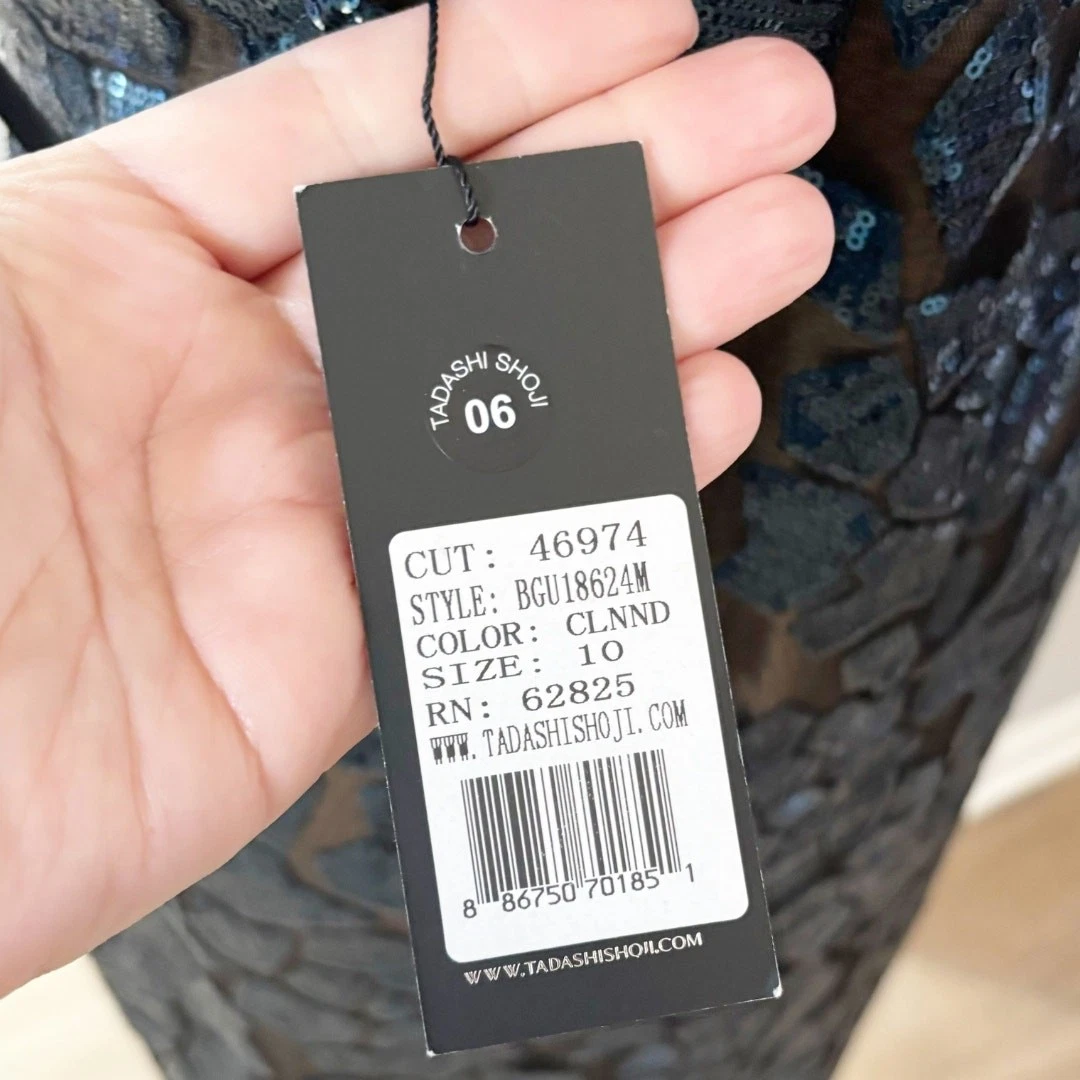 TADASHI SHOJI
06
CUT: 46974
STYLE: BGU18624M
COLOR: CLNND
SIZE: 10
RN: 62825
WWW.TADASHISHOJI.COM
8 86750 70185 1
WWW.TADASHISHOJI.COM